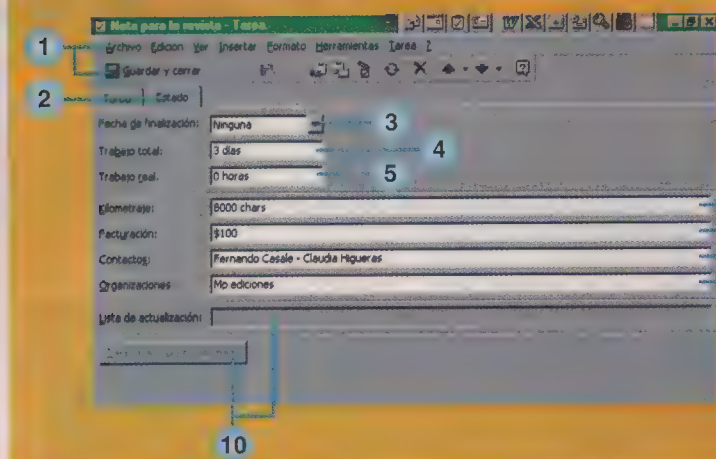 Nota para la revista - Tarea.
1
Archivo Edicion Ver Insertar Formato Herramientas Tarea ?
Guardar y cerrar
2
Tarea Estado
Fecha de finalización: Ninguna
3
Trabajo total: 3 días
4
Trabajo real: 0 horas
5
Kilometraje: 8000 chars
Facturación: $100
Contactos: Fernando Casale - Claudia Higueras
Organizaciones Mo ediciones
Lista de actualización:
10